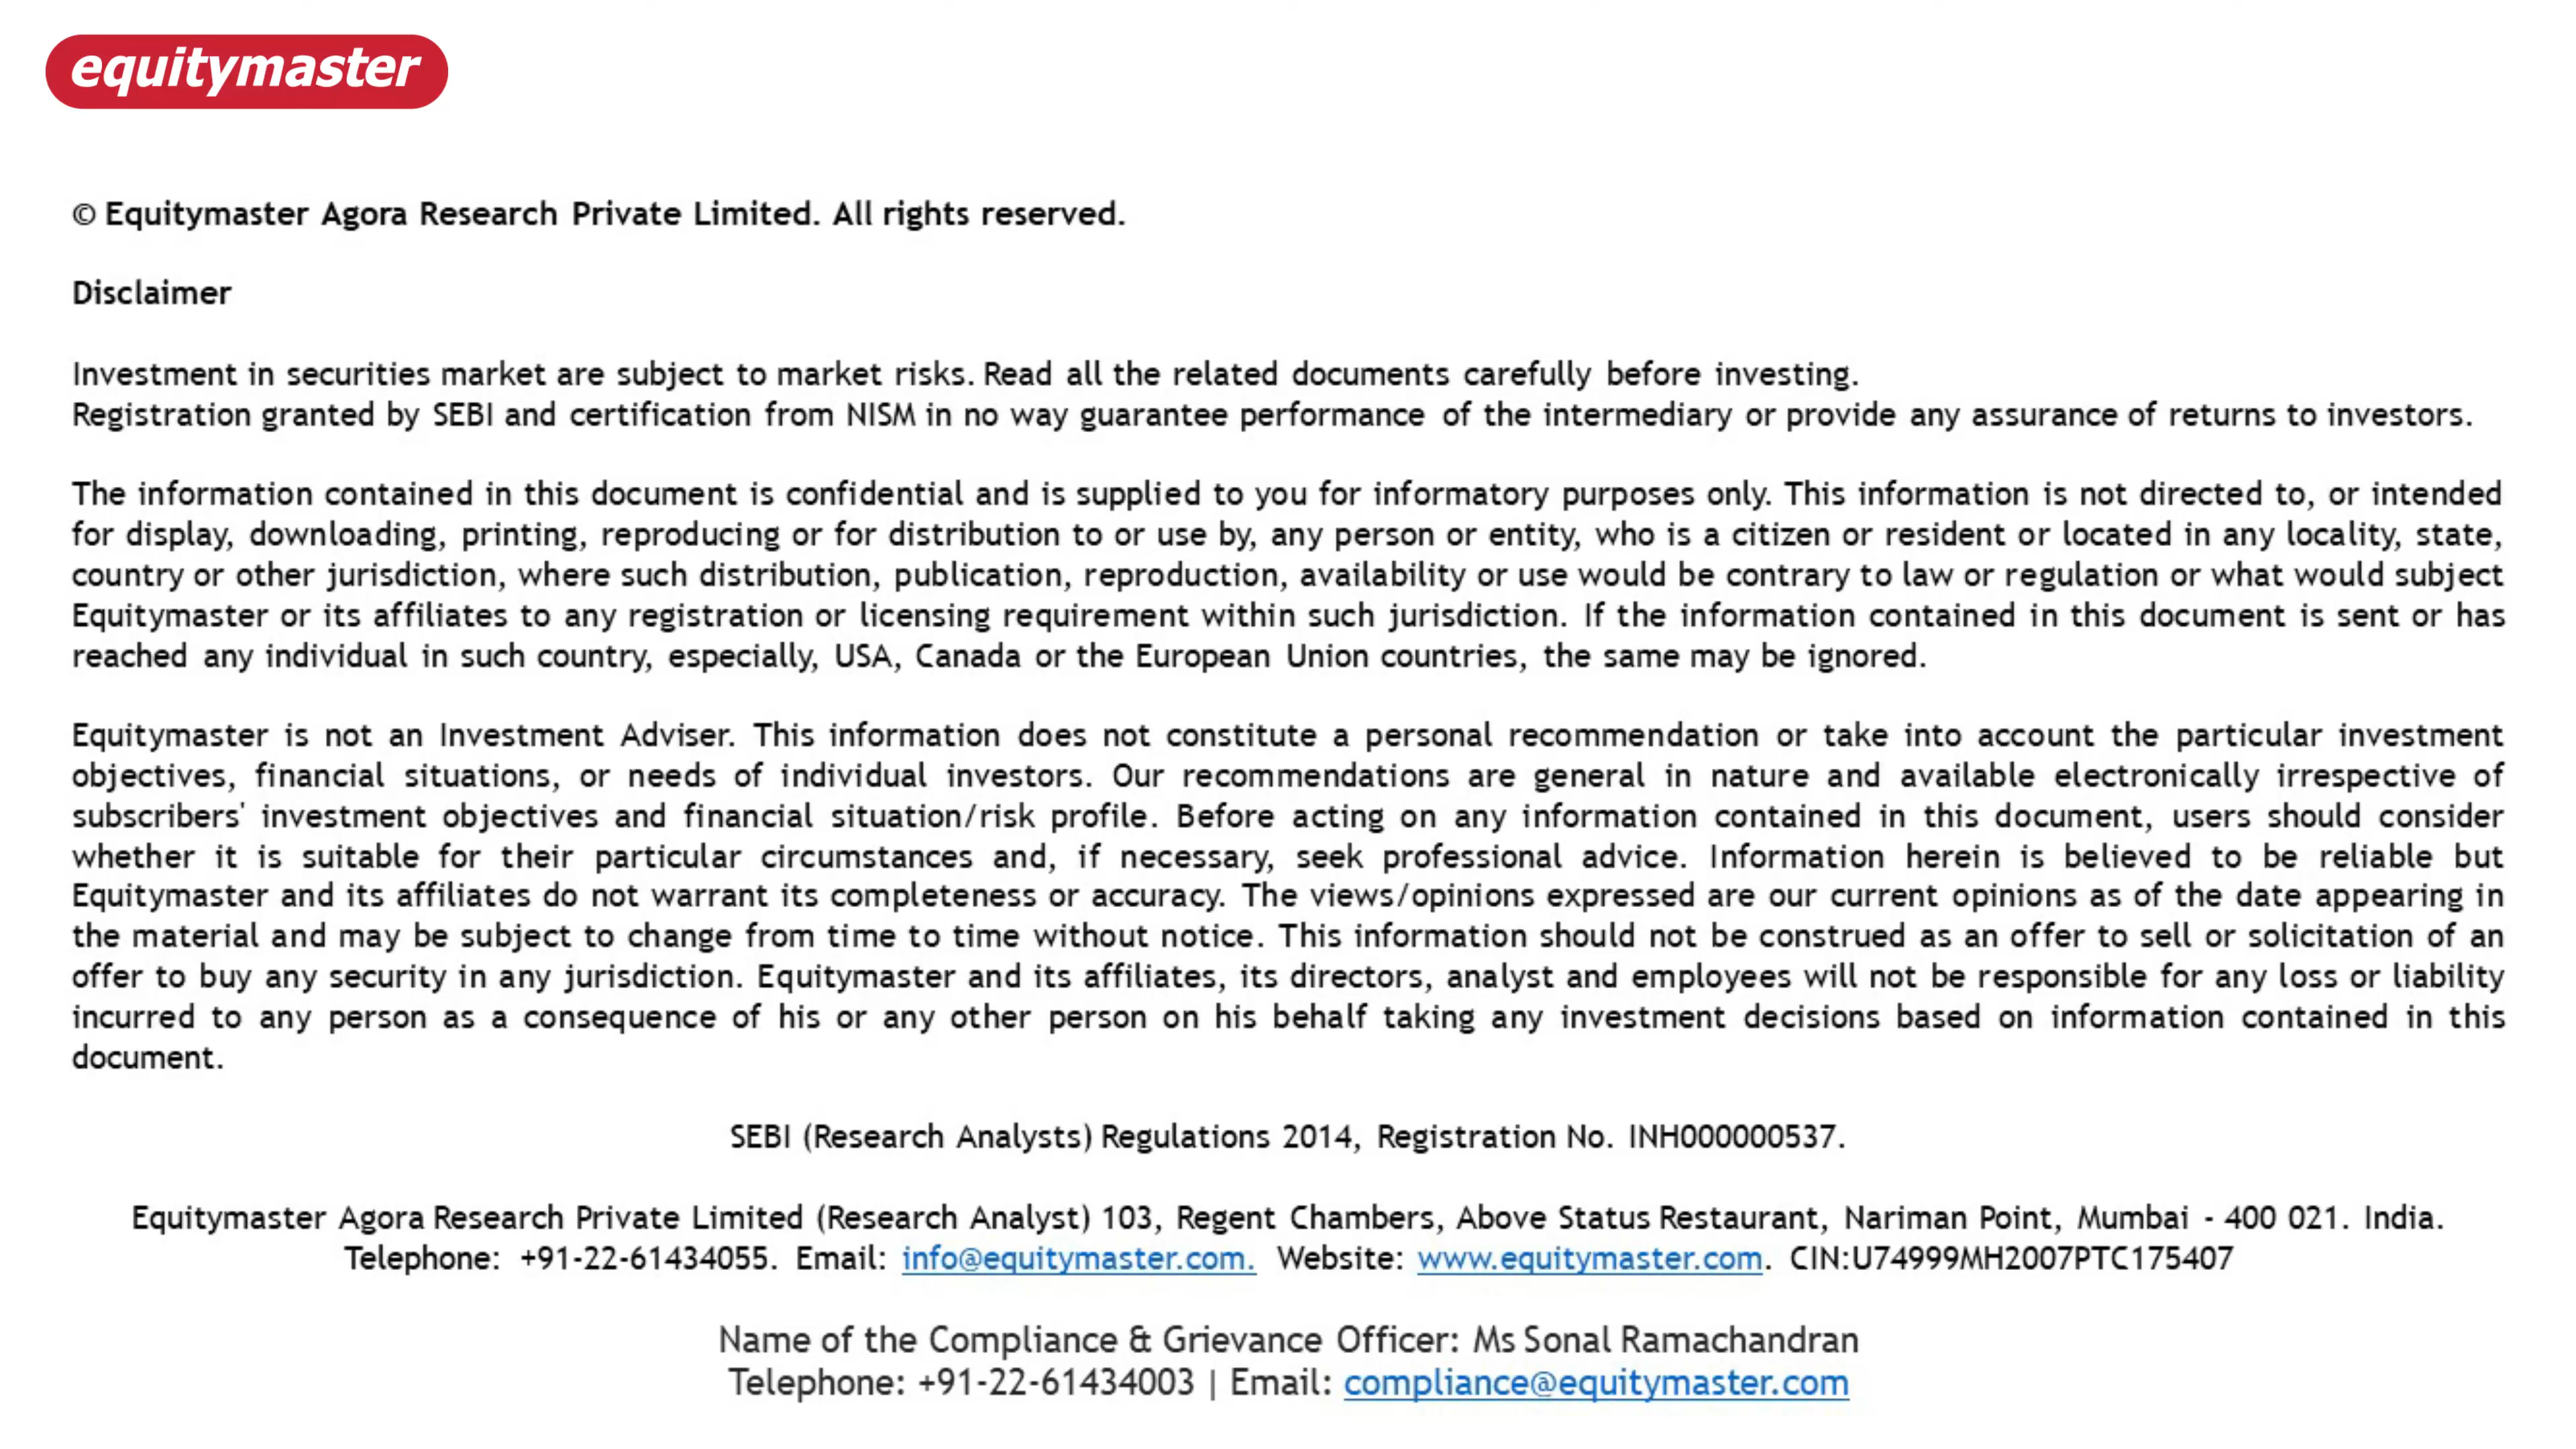 equitymaster
© Equitymaster Agora Research Private Limited. All rights reserved.
Disclaimer
Investment in securities market are subject to market risks. Read all the related documents carefully before investing.
Registration granted by SEBI and certification from NISM in no way guarantee performance of the intermediary or provide any assurance of returns to investors.
The information contained in this document is confidential and is supplied to you for informatory purposes only. This information is not directed to, or intended
for display, downloading, printing, reproducing or for distribution to or use by, any person or entity, who is a citizen or resident or located in any locality, state,
country or other jurisdiction, where such distribution, publication, reproduction, availability or use would be contrary to law or regulation or what would subject
Equitymaster or its affiliates to any registration or licensing requirement within such jurisdiction. If the information contained in this document is sent or has
reached any individual in such country, especially, USA, Canada or the European Union countries, the same may be ignored.
Equitymaster is not an Investment Adviser. This information does not constitute a personal recommendation or take into account the particular investment
objectives, financial situations, or needs of individual investors. Our recommendations are general in nature and available electronically irrespective of
subscribers' investment objectives and financial situation/risk profile. Before acting on any information contained in this document, users should consider
whether it is suitable for their particular circumstances and, if necessary, seek professional advice. Information herein is believed to be reliable but
Equitymaster and its affiliates do not warrant its completeness or accuracy. The views/opinions expressed are our current opinions as of the date appearing in
the material and may be subject to change from time to time without notice. This information should not be construed as an offer to sell or solicitation of an
offer to buy any security in any jurisdiction. Equitymaster and its affiliates, its directors, analyst and employees will not be responsible for any loss or liability
incurred to any person as a consequence of his or any other person on his behalf taking any investment decisions based on information contained in this
document.
SEBI (Research Analysts) Regulations 2014, Registration No. INH000000537.
Equitymaster Agora Research Private Limited (Research Analyst) 103, Regent Chambers, Above Status Restaurant, Nariman Point, Mumbai - 400 021. India.
Telephone: +91-22-61434055. Email: info@equitymaster.com. Website: www.equitymaster.com. CIN:U74999MH2007PTC175407
Name of the Compliance & Grievance Officer: Ms Sonal Ramachandran
Telephone: +91-22-61434003 | Email: compliance@equitymaster.com